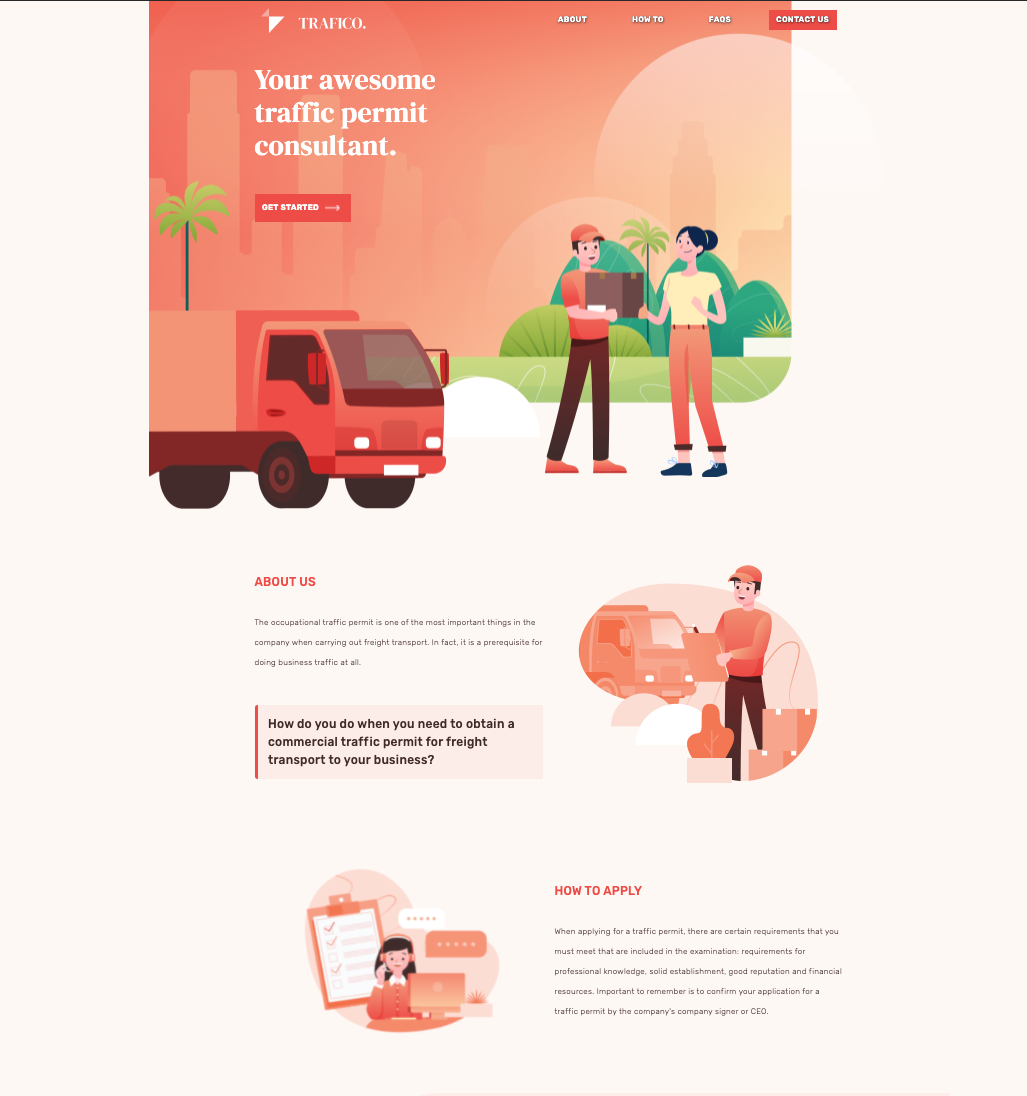 TRAFICO.
ABOUT
HOW TO
FAQS
CONTACT US
Your awesome
traffic permit
consultant.
GET STARTED
ABOUT US
The occupational traffic permit is one of the most important things in the
company when carrying out freight transport. In fact, it is a prerequisite for
doing business traffic at all.
How do you do when you need to obtain a
commercial traffic permit for freight
transport to your business?
HOW TO APPLY
When applying for a traffic permit, there are certain requirements that you
must meet that are included in the examination: requirements for
professional knowledge, solid establishment, good reputation and financial
resources. Important to remember is to confirm your application for a
traffic permit by the company's company signer or CEO.